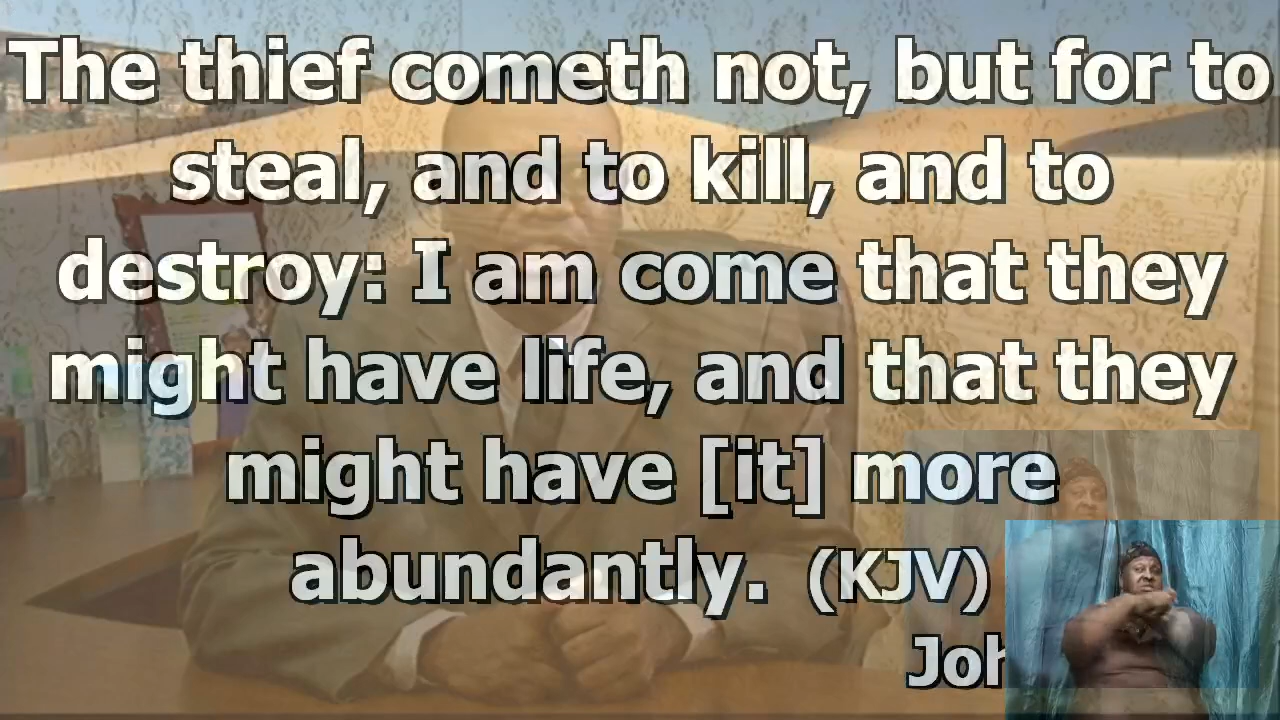 The thief cometh not, but for to
steal, and to kill, and to
destroy: I am come that they
might have life, and that they
might have [it] more
abundantly. (KJV)
Joh